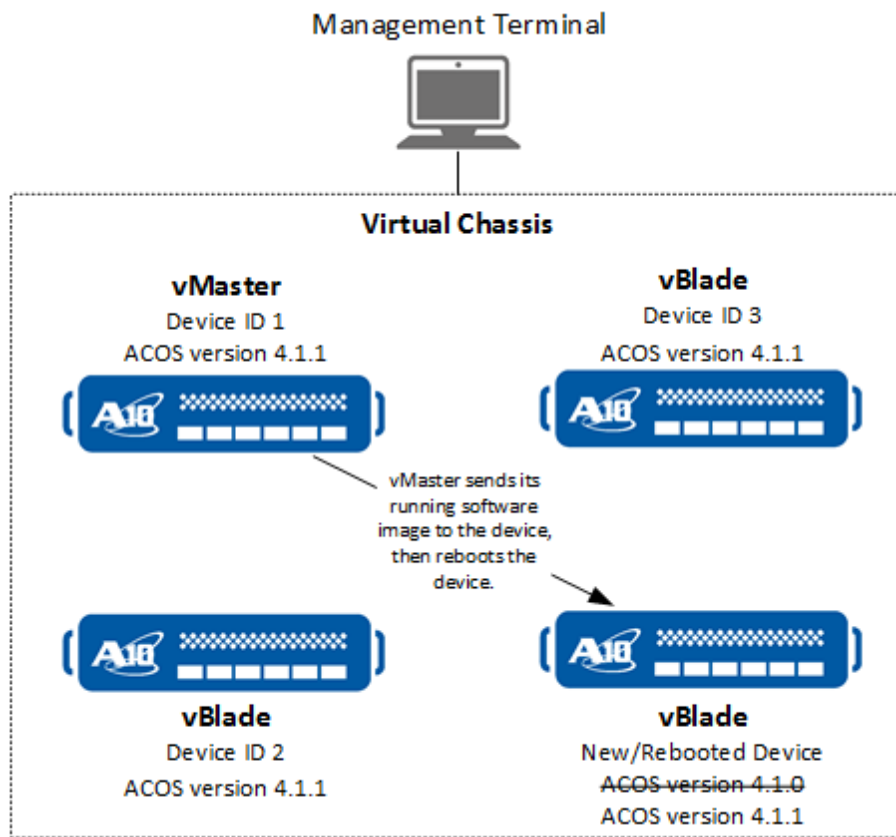 Management Terminal
Virtual Chassis
vMaster
Device ID 1
ACOS version 4.1.1
A10
vBlade
Device ID 3
ACOS version 4.1.1
A10
vMaster sends its
running software
image to the device,
then reboots the
device.
A10
vBlade
Device ID 2
ACOS version 4.1.1
A10
vBlade
New/Rebooted Device
ACOS version 4.1.0
ACOS version 4.1.1